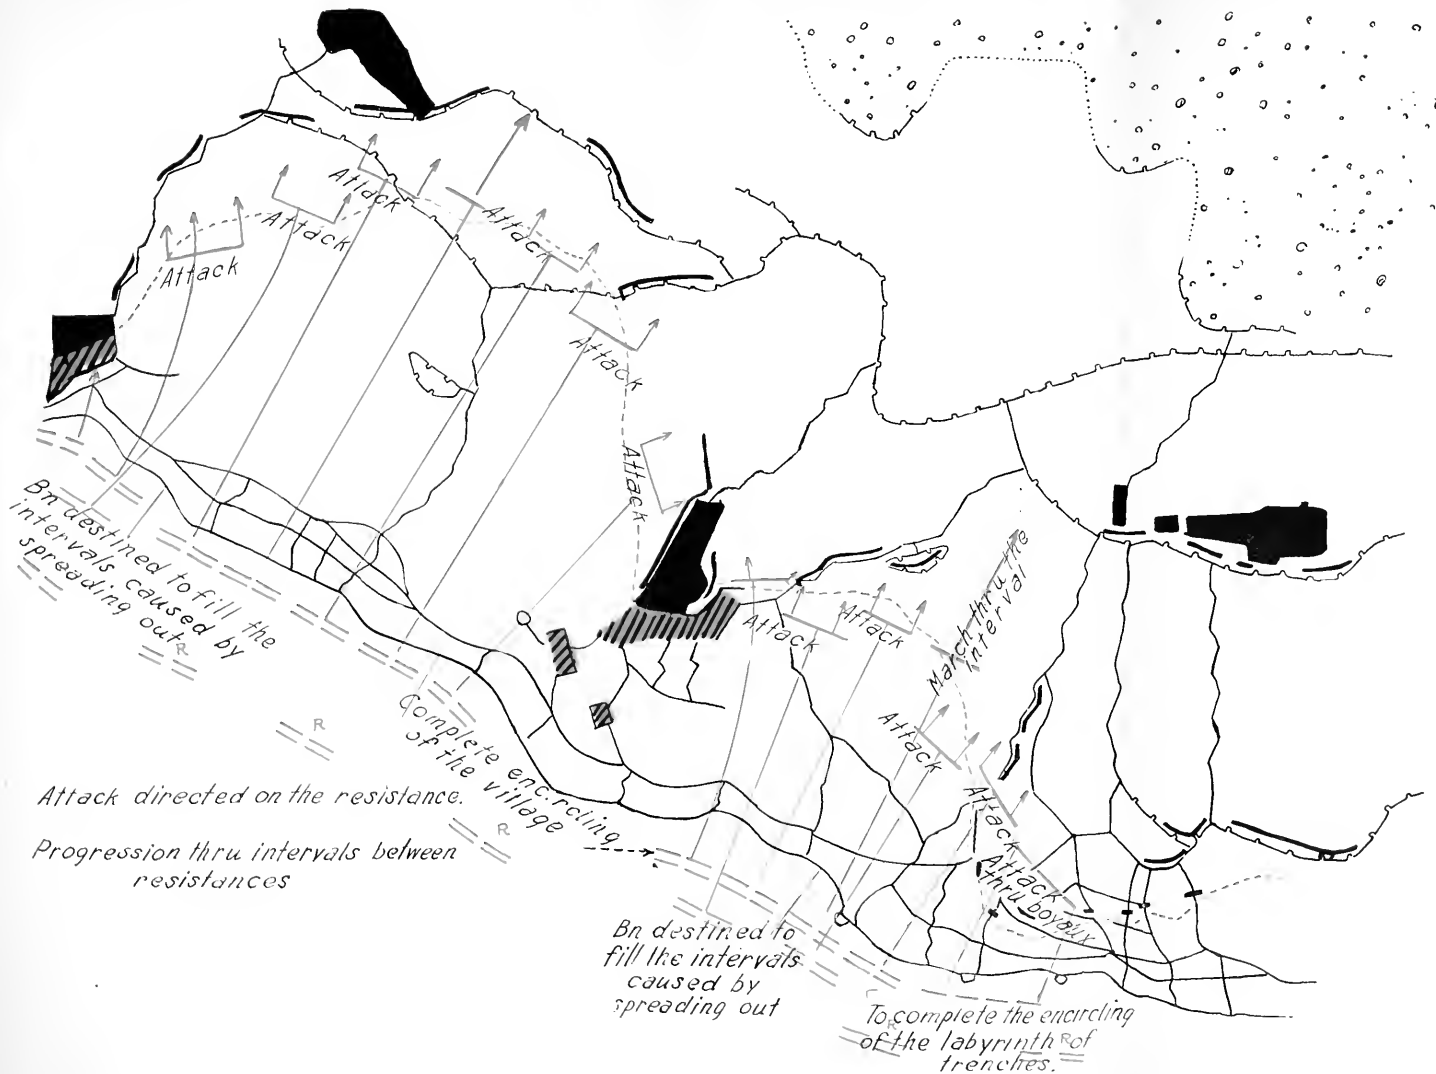 Attack
Attack
Attack
Attack
Attack
Attack
Attack
Attack
March thru the
interval
Attack
Attack
Attack
thru boyaux
Bn destined to fill the
intervals caused by
spreading out
R
R
Complete encircling
of the village
Attack directed on the resistance.
R
Progression thru intervals between
resistances
Bn destined to
fill the intervals
caused by
spreading out
To complete the encircling
of the labyrinth of
trenches.
R
R